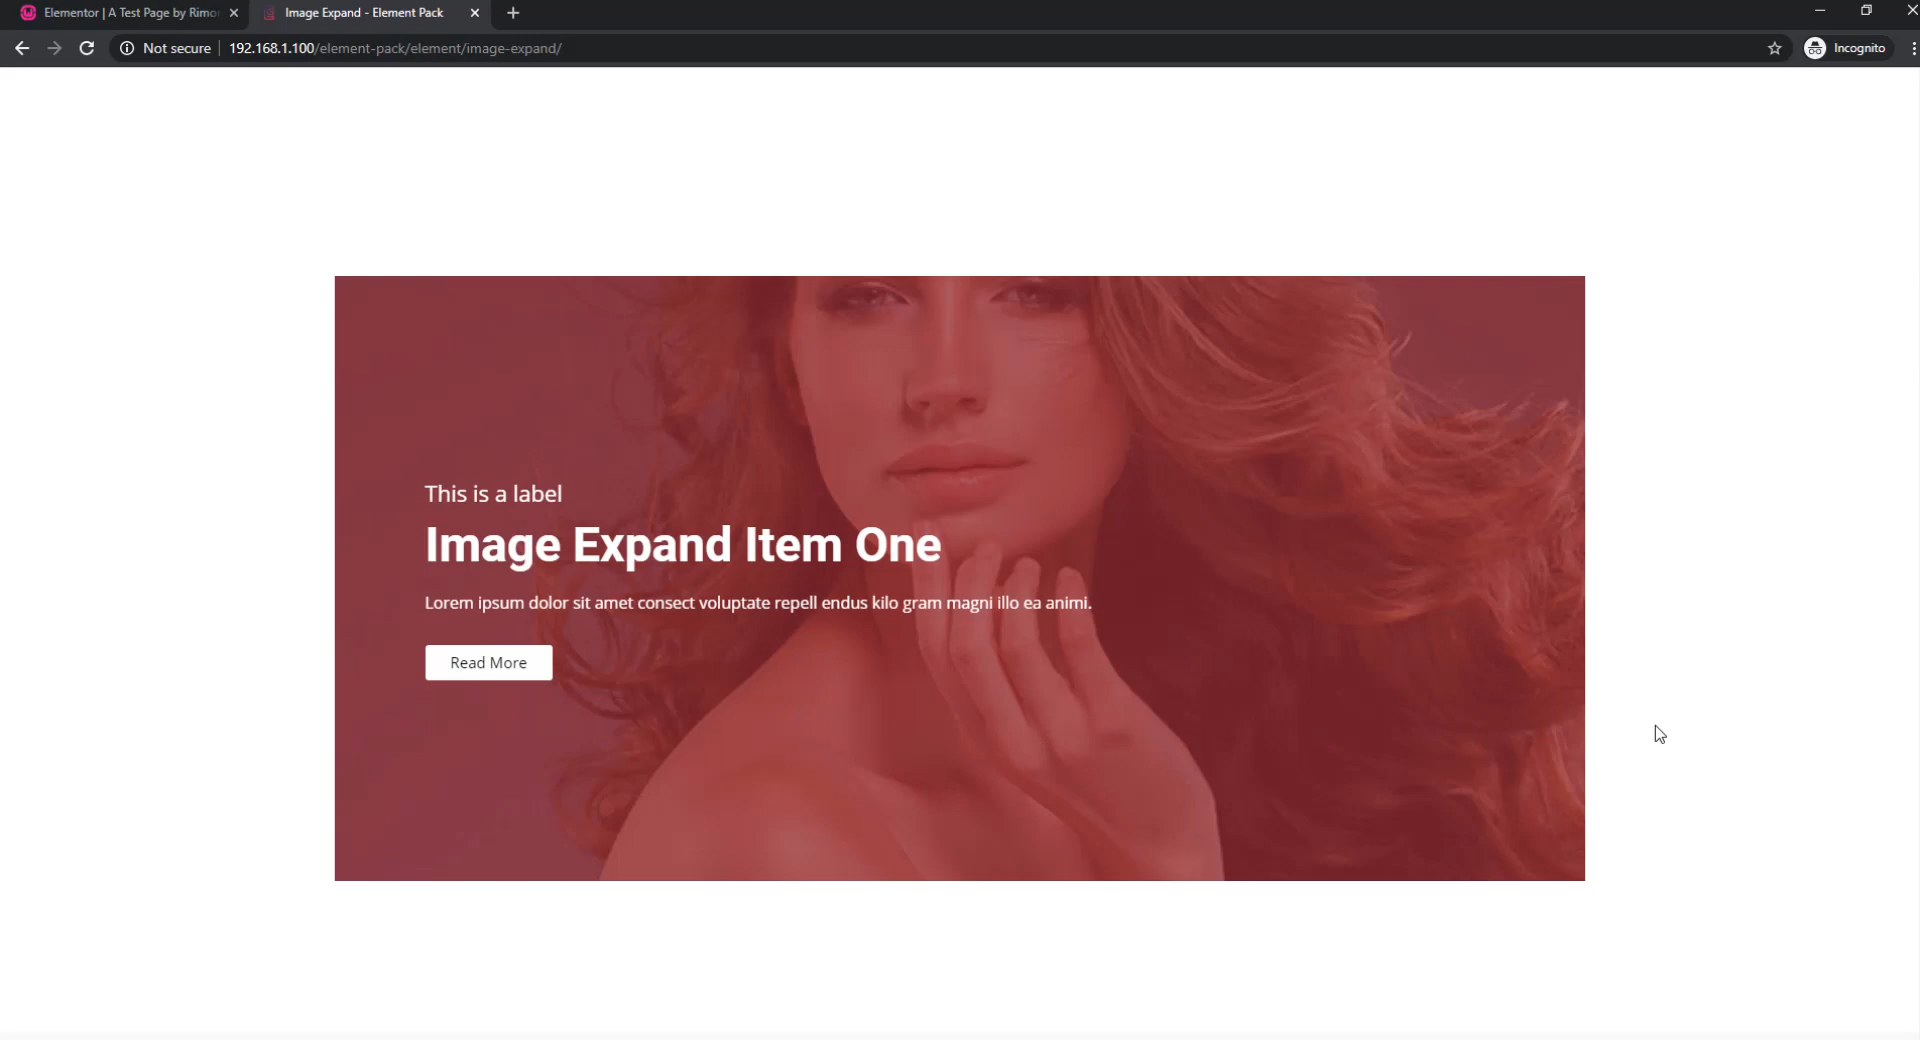 Elementor | A Test Page by Rimo
Image Expand - Element Pack
Not secure
192.168.1.100/element-pack/element/image-expand/
Incognito
This is a label
Image Expand Item One
Lorem ipsum dolor sit amet consect voluptate repell endus kilo gram magni illo ea animi.
Read More